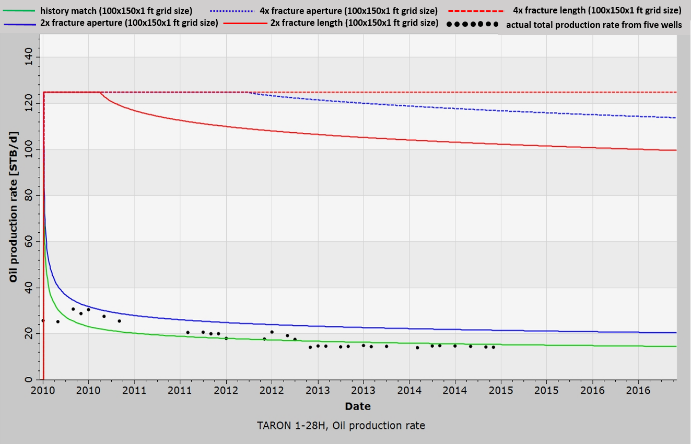 history match (100x150x1 ft grid size) 4x fracture aperture (100x150x1 ft grid size) 4x fracture length (100x150x1 ft grid size)
2x fracture aperture (100x150x1 ft grid size) 2x fracture length (100x150x1 ft grid size) actual total production rate from five wells
140
120
100
80
60
40
20
0
Oil production rate [STB/d]
2010 2010 2010 2011 2011 2012 2012 2013 2013 2014 2014 2015 2015 2016 2016
Date
TARON 1-28H, Oil production rate